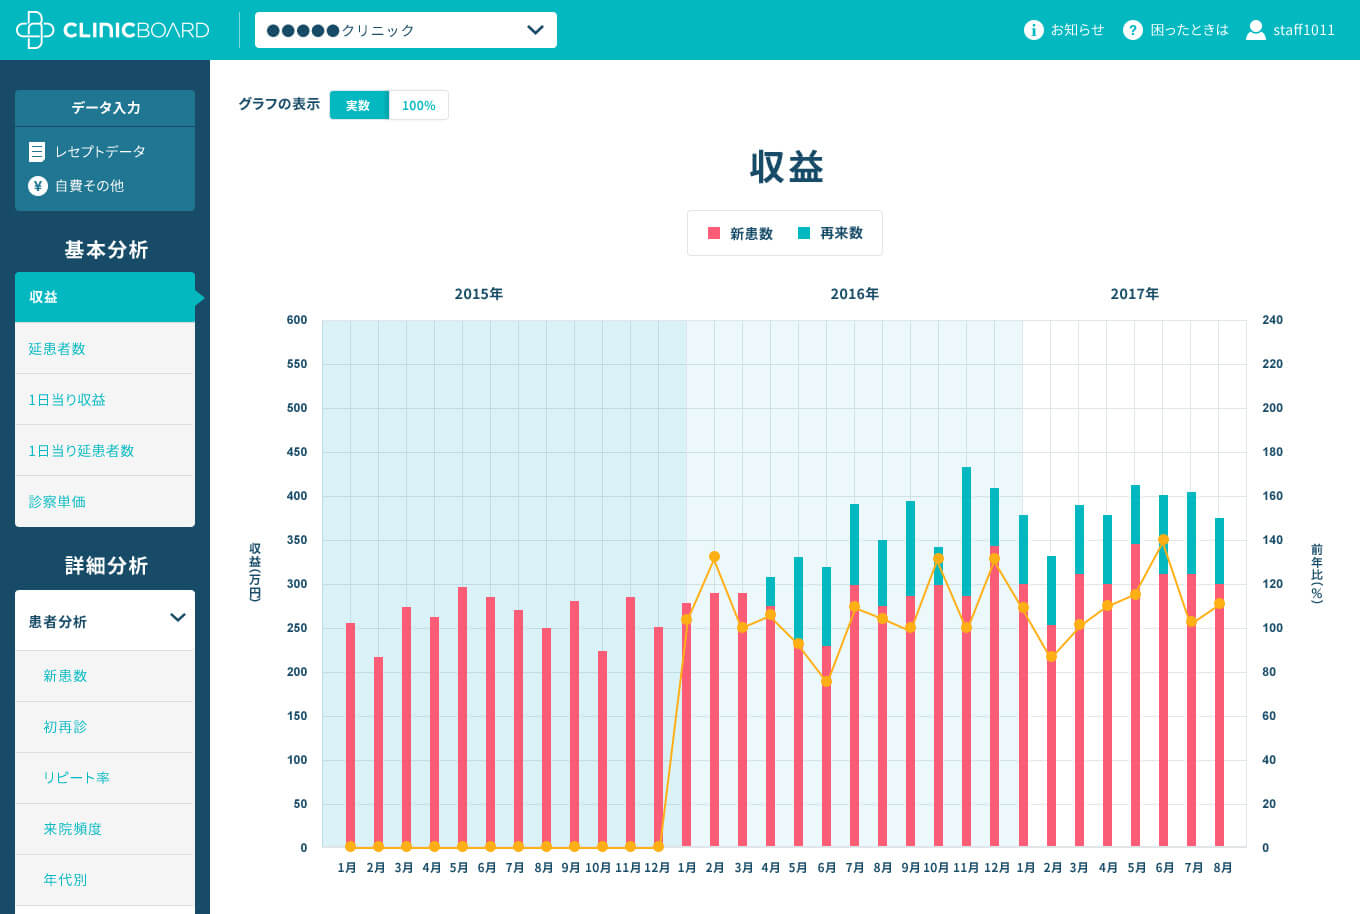 CLINICBOARD
●●●●●クリニック
お知らせ
困ったときは
staff1011
データ入力
レセプトデータ
自費その他
基本分析
収益
延患者数
1日当り収益
1日当り延患者数
診察単価
詳細分析
患者分析
新患数
初再診
リピート率
来院頻度
年代別
グラフの表示
実数
100%
収益
新患数
再来数
2015年 2016年 2017年
600 240
550 220
500 200
450 180
400 160
350 140
300 120
250 100
200 80
150 60
100 40
50 20
0 0
収益(万円)
前年比(%)
1月 2月 3月 4月 5月 6月 7月 8月 9月 10月 11月 12月 1月 2月 3月 4月 5月 6月 7月 8月 9月 10月 11月 12月 1月 2月 3月 4月 5月 6月 7月 8月